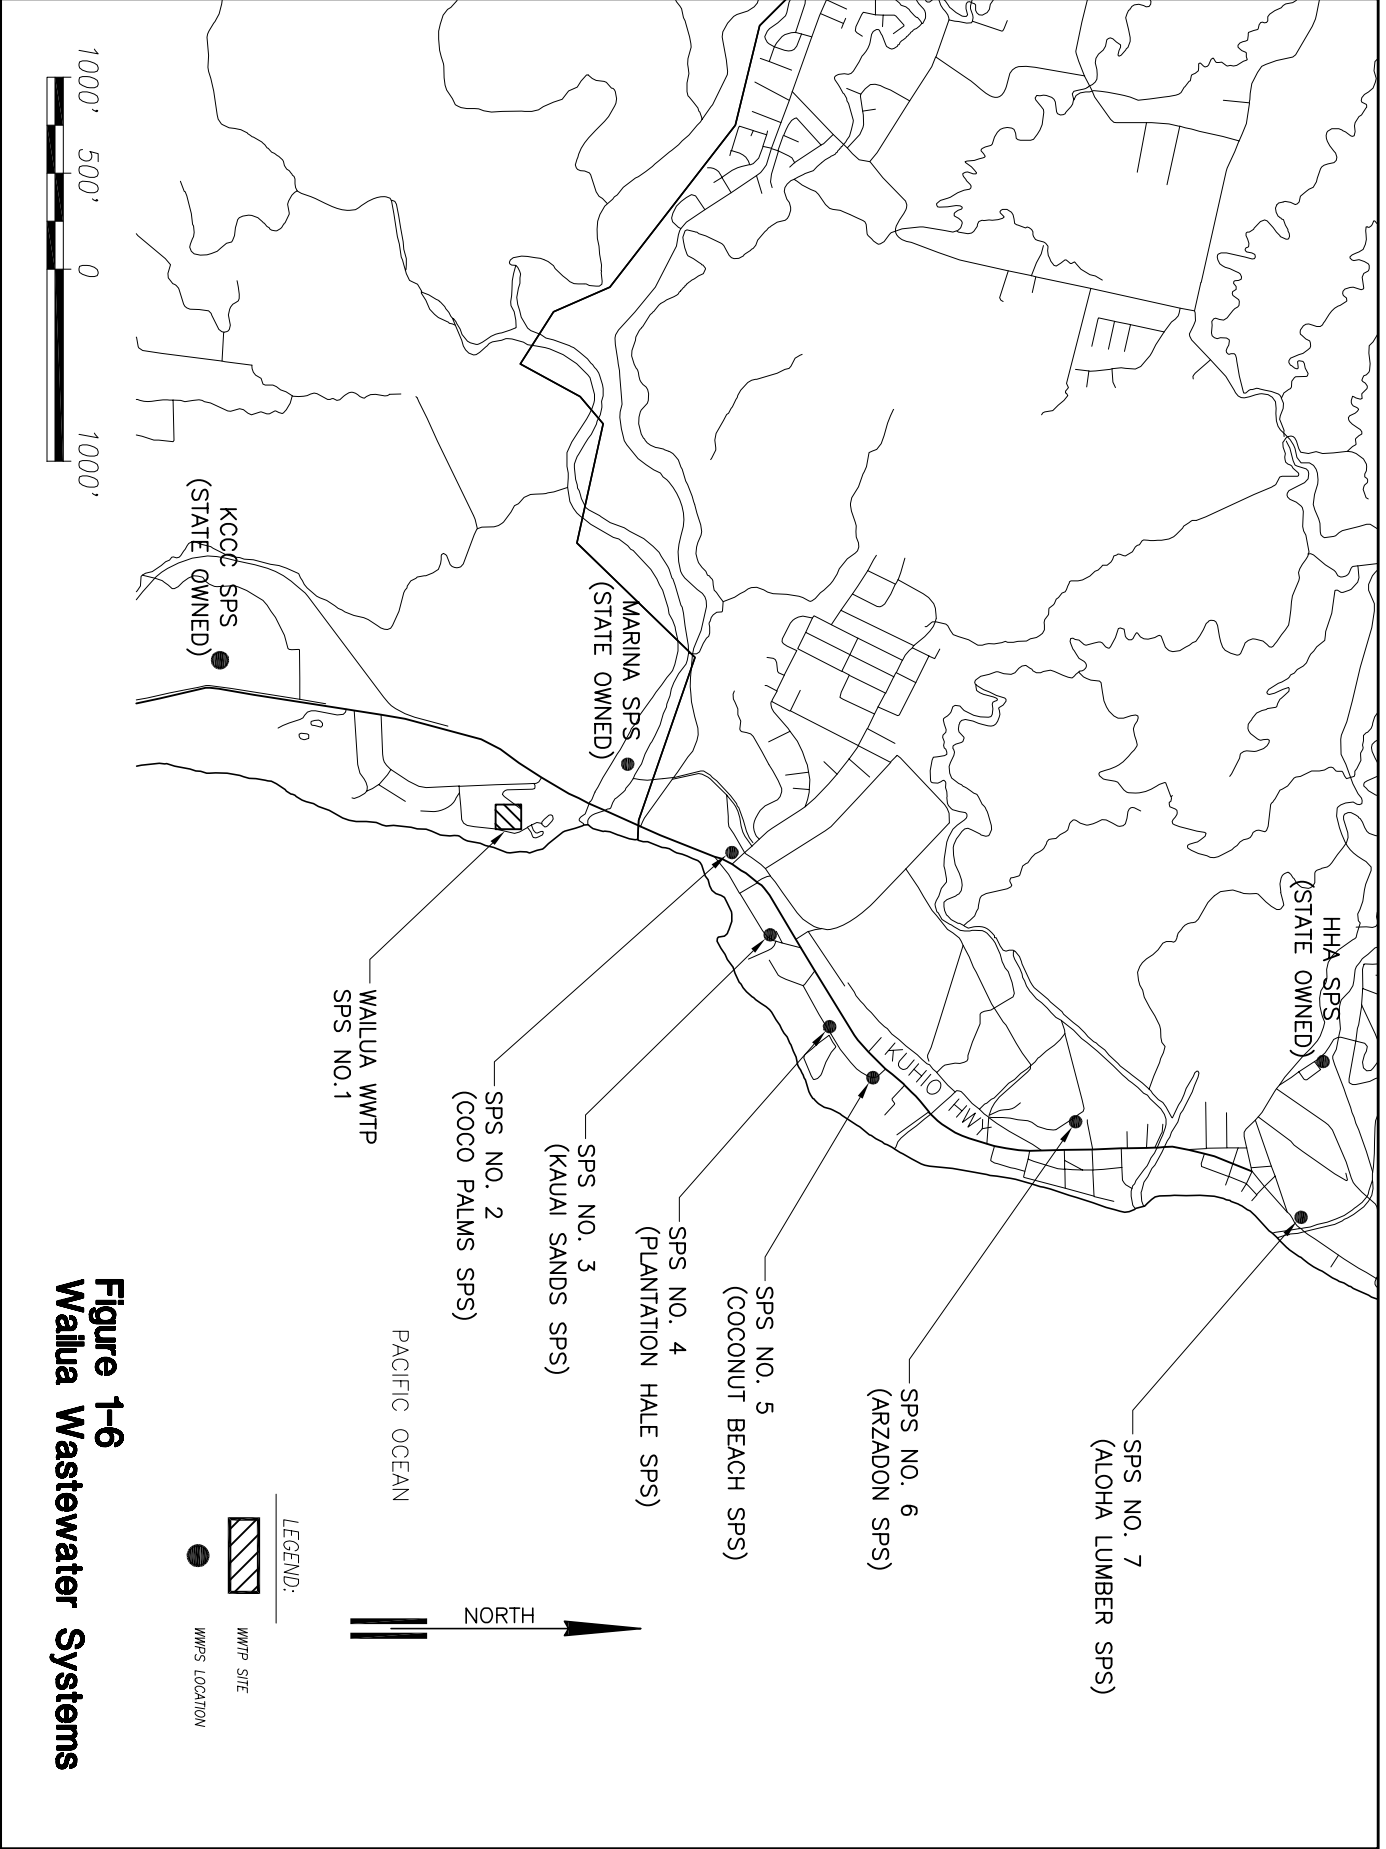 HHA SPS
(STATE OWNED)
SPS NO. 7
(ALOHA LUMBER SPS)
KUHIO HWY
SPS NO. 6
(ARZADON SPS)
SPS NO. 5
(COCONUT BEACH SPS)
SPS NO. 4
(PLANTATION HALE SPS)
MARINA SPS
(STATE OWNED)
SPS NO. 3
(KAUAI SANDS SPS)
SPS NO. 2
(COCO PALMS SPS)
WAILUA WWTP
SPS NO.1
KCCC SPS
(STATE OWNED)
PACIFIC OCEAN
NORTH
LEGEND:
WWTP SITE
WWPS LOCATION
1000' 500' 0 1000'
Figure 1-6
Wailua Wastewater Systems